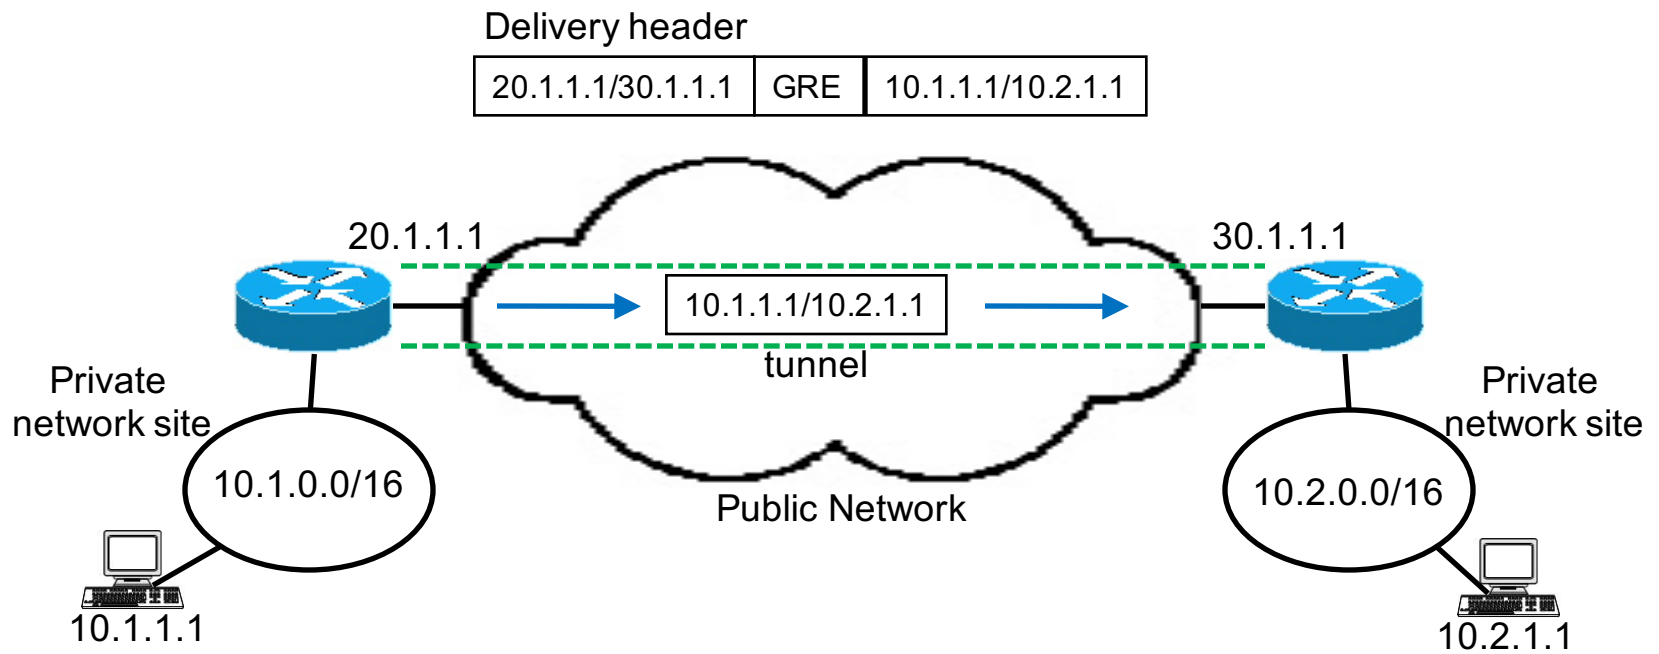 Delivery header
20.1.1.1/30.1.1.1 GRE 10.1.1.1/10.2.1.1
20.1.1.1
30.1.1.1
10.1.1.1/10.2.1.1
tunnel
Private
network site
Private
network site
10.1.0.0/16
10.2.0.0/16
Public Network
10.1.1.1
10.2.1.1